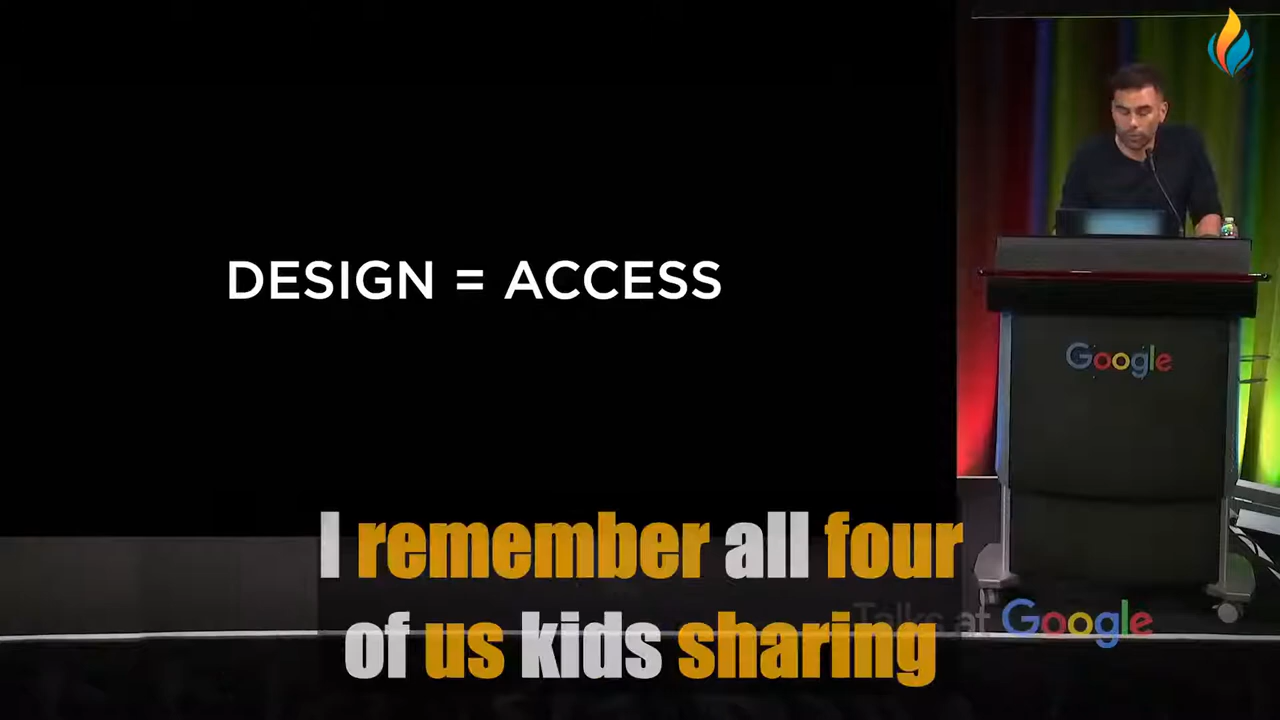 DESIGN = ACCESS
Google
I remember all four
of us kids sharing
Talks at Google